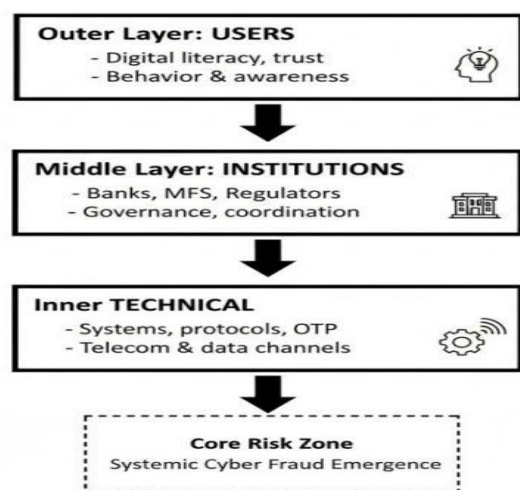 Outer Layer: USERS
- Digital literacy, trust
- Behavior & awareness
Middle Layer: INSTITUTIONS
- Banks, MFS, Regulators
- Governance, coordination
Inner TECHNICAL
- Systems, protocols, OTP
- Telecom & data channels
Core Risk Zone
Systemic Cyber Fraud Emergence